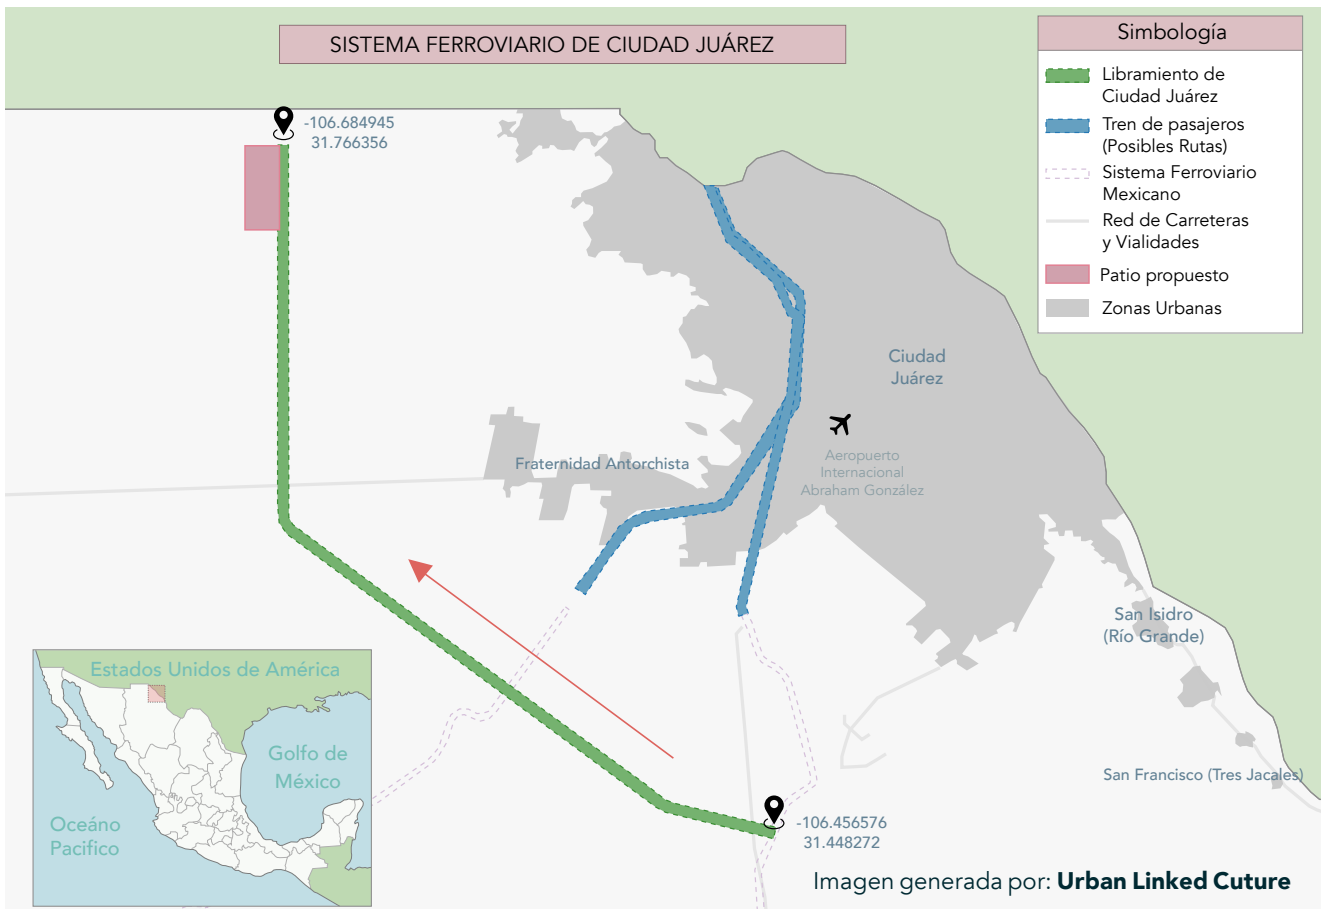 SISTEMA FERROVIARIO DE CIUDAD JUÁREZ
Simbología
Libramiento de
Ciudad Juárez
Tren de pasajeros
(Posibles Rutas)
Sistema Ferroviario
Mexicano
Red de Carreteras
y Vialidades
Patio propuesto
Zonas Urbanas
-106.684945
31.766356
Ciudad
Juárez
Fraternidad Antorchista
Aeropuerto
Internacional
Abraham González
San Isidro
(Río Grande)
San Francisco (Tres Jacales)
-106.456576
31.448272
Estados Unidos de América
Golfo de
México
Oceáno
Pacifico
Imagen generada por: Urban Linked Cuture